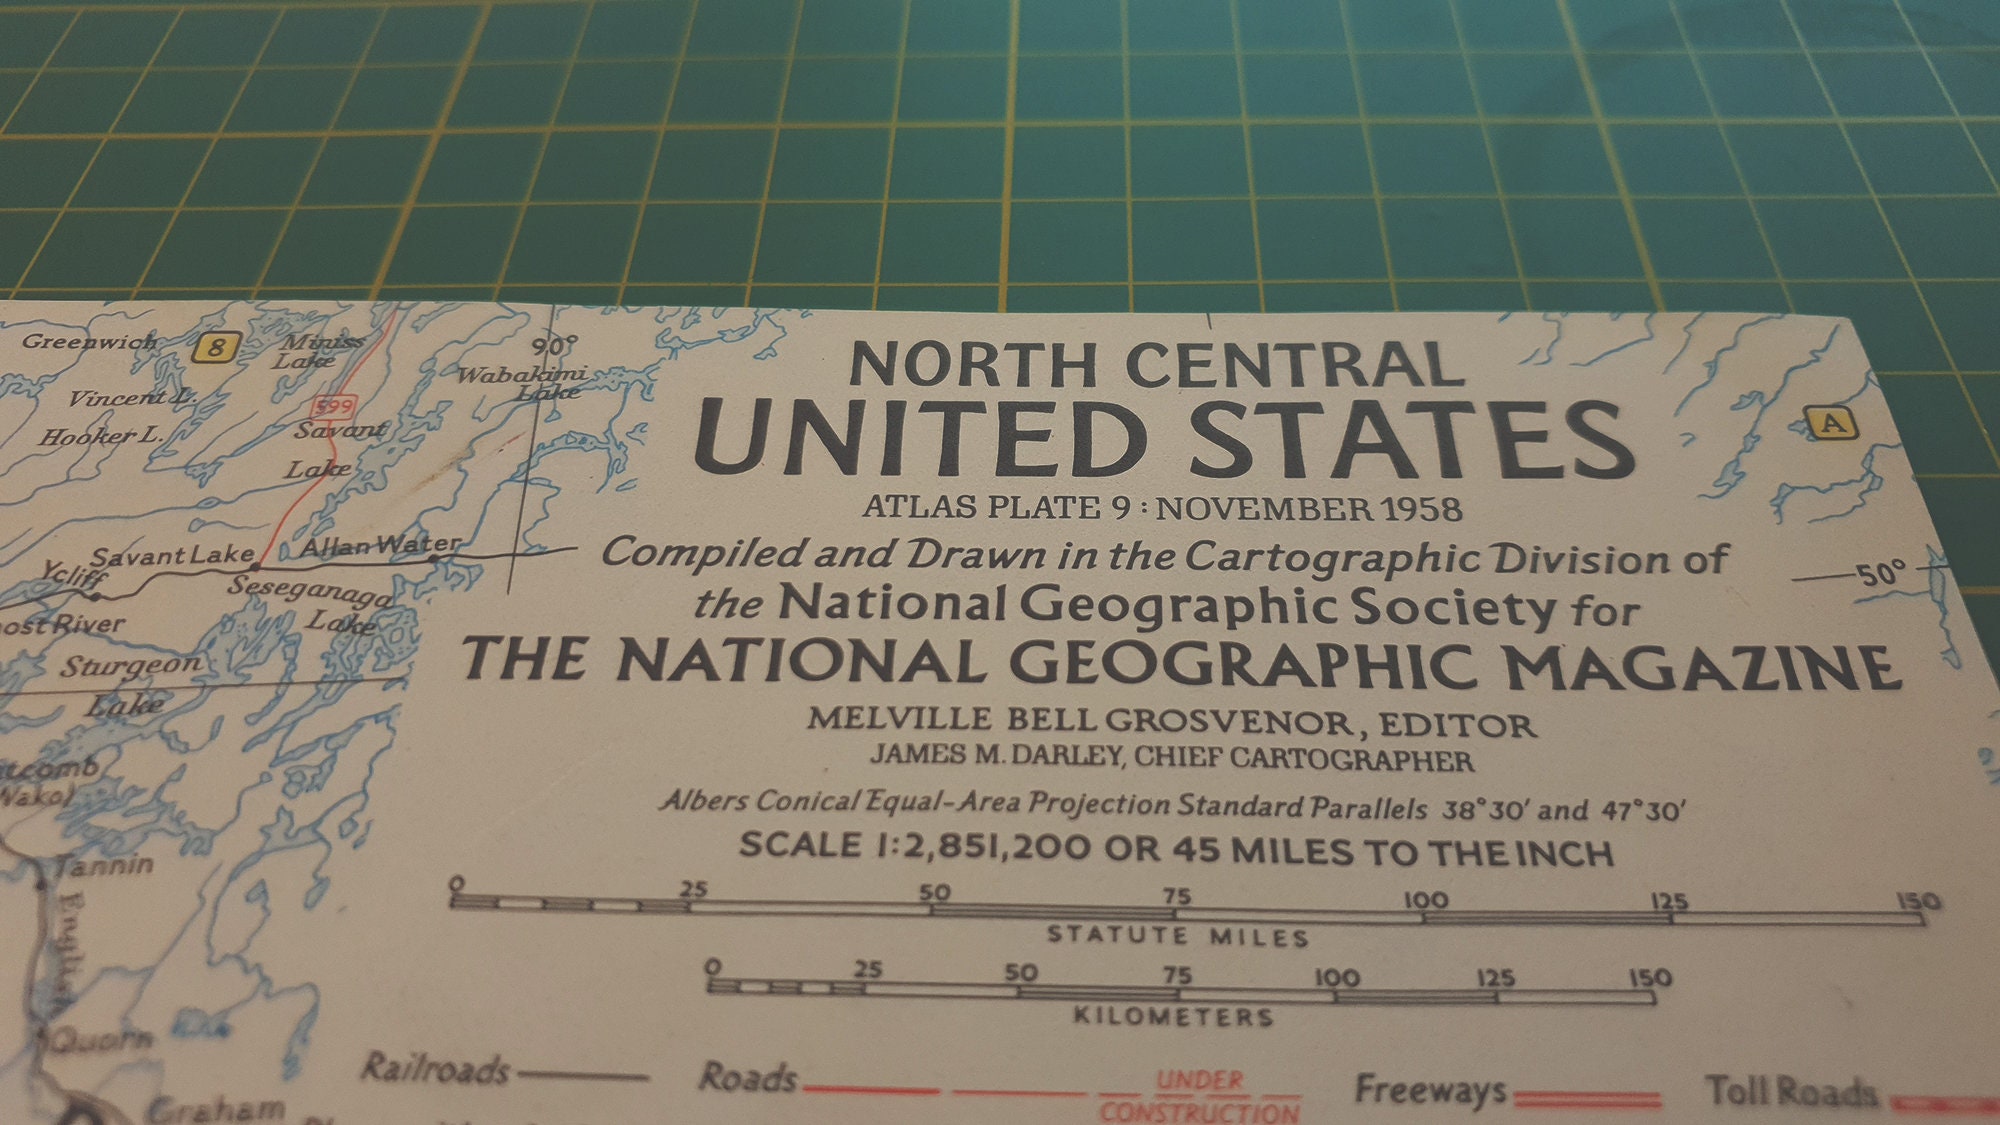 NORTH CENTRAL
UNITED STATES
ATLAS PLATE 9 : NOVEMBER 1958
Compiled and Drawn in the Cartographic Division of
the National Geographic Society for
THE NATIONAL GEOGRAPHIC MAGAZINE
MELVILLE BELL GROSVENOR, EDITOR
JAMES M. DARLEY, CHIEF CARTOGRAPHER
Albers Conical Equal-Area Projection Standard Parallels 38°30′ and 47°30′
SCALE 1:2,851,200 OR 45 MILES TO THE INCH
0 25 50 75 100 125 150
STATUTE MILES
0 25 50 75 100 125 150
KILOMETERS
Railroads Roads UNDER CONSTRUCTION Freeways Toll Roads
Greenwich
8
Miniss
Lake
90°
Wabakimi
Lake
Vincent L.
599
Hooker L.
Savant
Lake
A
Savant Lake
Allan Water
Ycliff
Seseganaga
Lake
50°
ost River
Sturgeon
Lake
tcomb
Wako)
Tannin
English
Quorn
Graham